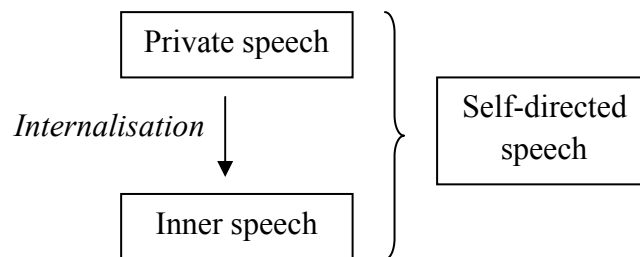 Private speech
Internalisation
Self-directed
speech
Inner speech